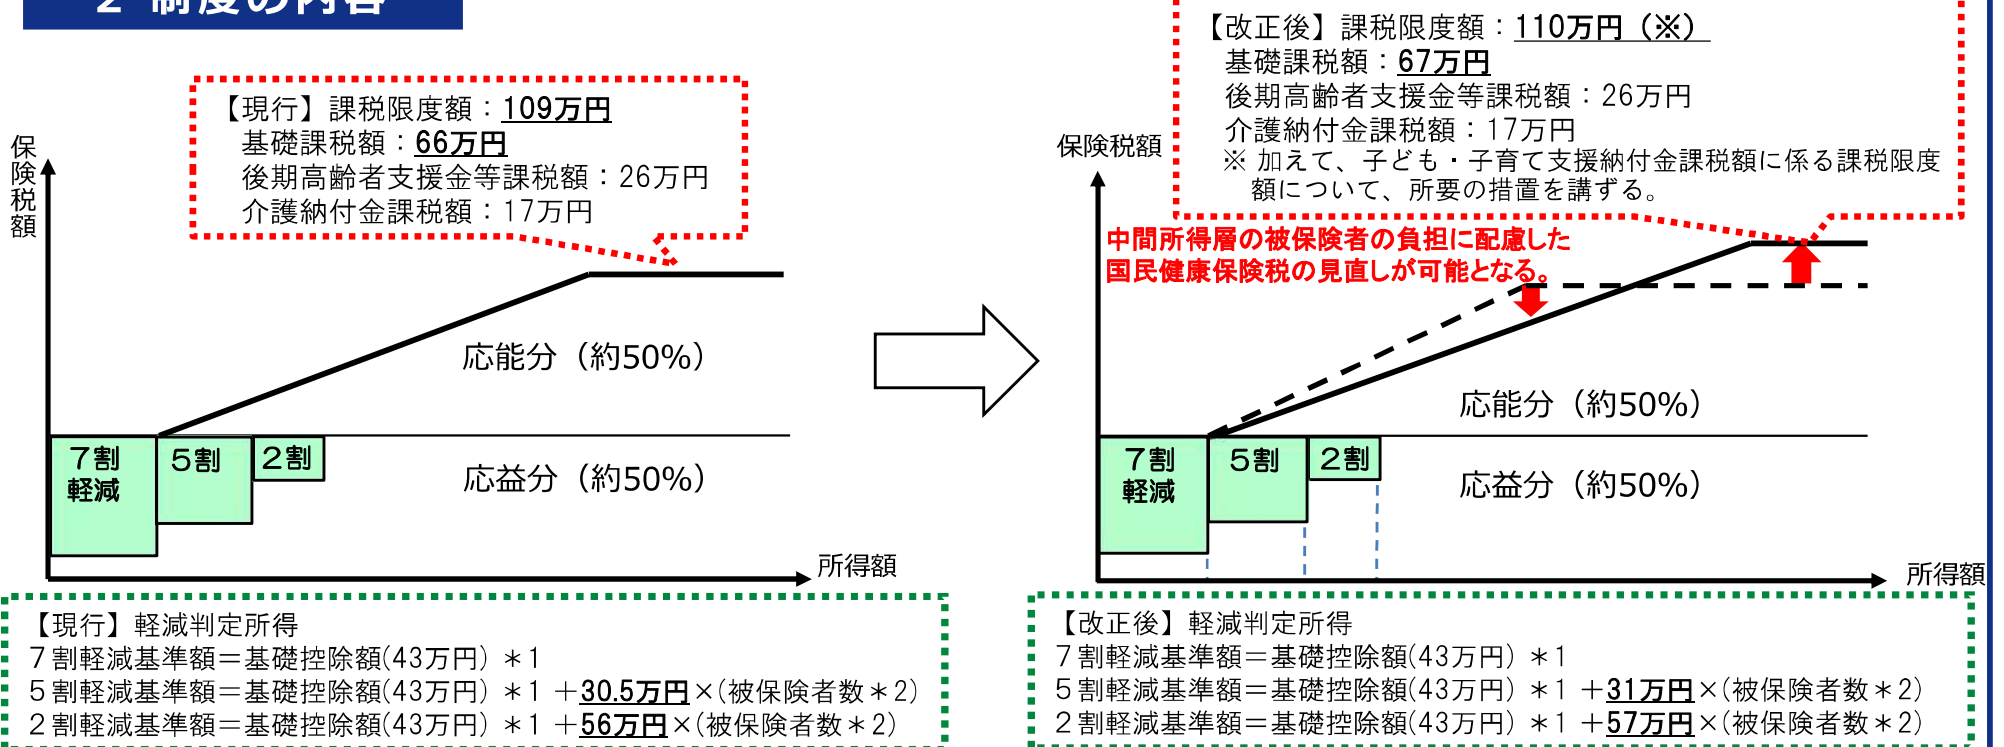 2 制度の内容
【現行】課税限度額：109万円
基礎課税額：66万円
後期高齢者支援金等課税額：26万円
介護納付金課税額：17万円
保険税額
応能分（約50%）
7割
軽減
5割
2割
応益分（約50%）
所得額
【現行】軽減判定所得
7割軽減基準額＝基礎控除額(43万円)＊1
5割軽減基準額＝基礎控除額(43万円)＊1＋30.5万円×(被保険者数＊2)
2割軽減基準額＝基礎控除額(43万円)＊1＋56万円×(被保険者数＊2)
【改正後】課税限度額：110万円（※）
基礎課税額：67万円
後期高齢者支援金等課税額：26万円
介護納付金課税額：17万円
※ 加えて、子ども・子育て支援納付金課税額に係る課税限度
額について、所要の措置を講ずる。
保険税額
中間所得層の被保険者の負担に配慮した
国民健康保険税の見直しが可能となる。
応能分（約50%）
7割
軽減
5割
2割
応益分（約50%）
所得額
【改正後】軽減判定所得
7割軽減基準額＝基礎控除額(43万円)＊1
5割軽減基準額＝基礎控除額(43万円)＊1＋31万円×(被保険者数＊2)
2割軽減基準額＝基礎控除額(43万円)＊1＋57万円×(被保険者数＊2)